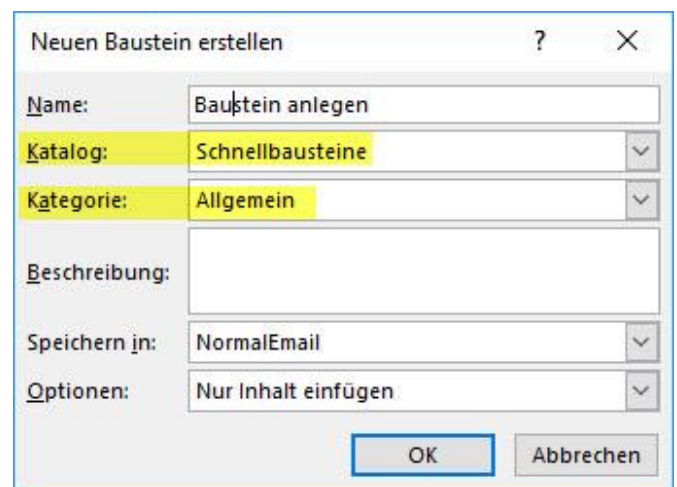 Neuen Baustein erstellen ? ×
Name: Baustein anlegen
Katalog: Schnellbausteine
Kategorie: Allgemein
Beschreibung:
Speichern in: NormalEmail
Optionen: Nur Inhalt einfügen
OK Abbrechen